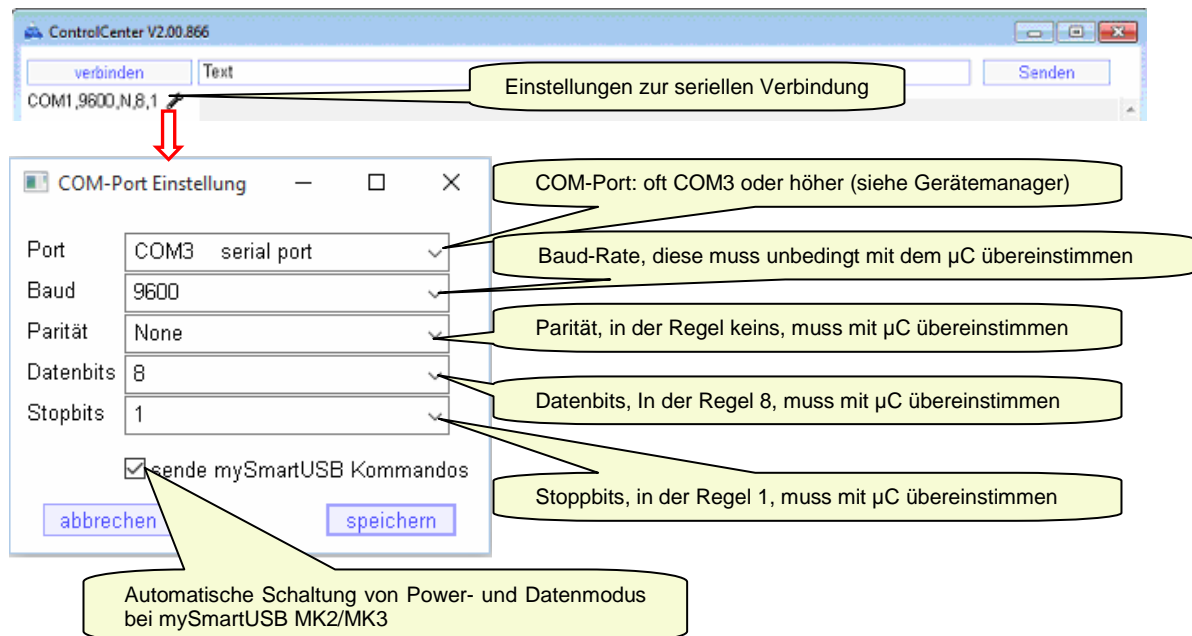 ControlCenter V2.00.866
verbinden Text Senden
COM1,9600,N,8,1
Einstellungen zur seriellen Verbindung
COM-Port Einstellung
COM-Port: oft COM3 oder höher (siehe Gerätemanager)
Port COM3 serial port
Baud-Rate, diese muss unbedingt mit dem µC übereinstimmen
Baud 9600
Parität None
Parität, in der Regel keins, muss mit µC übereinstimmen
Datenbits 8
Datenbits, In der Regel 8, muss mit µC übereinstimmen
Stopbits 1
sende mySmartUSB Kommandos
Stoppbits, in der Regel 1, muss mit µC übereinstimmen
abbrechen speichern
Automatische Schaltung von Power- und Datenmodus
bei mySmartUSB MK2/MK3